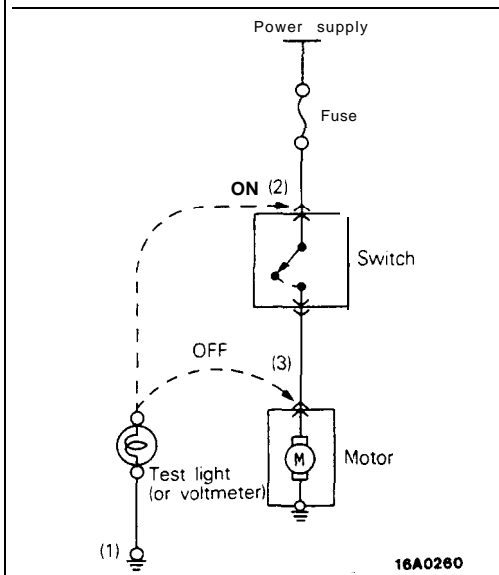 Power supply
Fuse
ON (2)
Switch
OFF
(3)
M
Motor
Test light
(or voltmeter)
(1)
16A0260